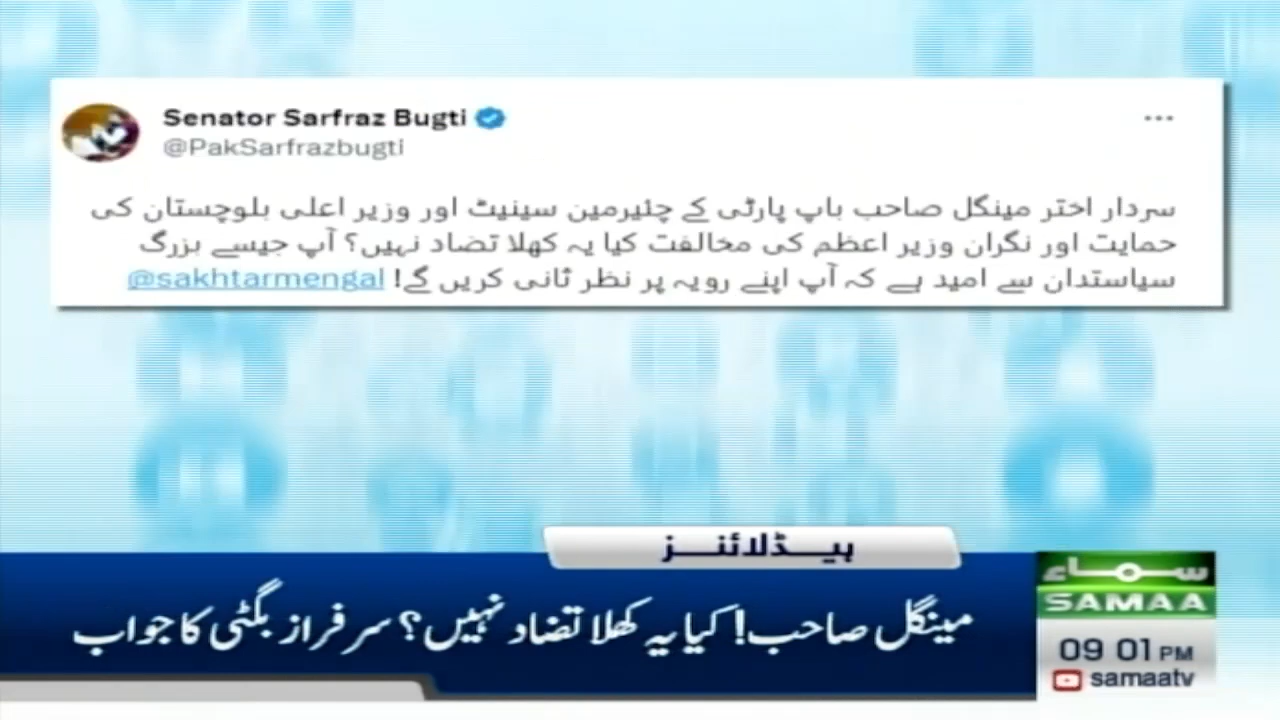 Senator Sarfraz Bugti
@PakSarfrazbugti
سردار اختر مینگل صاحب باپ پارٹی کے چئیرمین سینیٹ اور وزیر اعلی بلوچستان کی
حمایت اور نگران وزیر اعظم کی مخالفت کیا یہ کھلا تضاد نہیں؟ آپ جیسے بزرگ
سیاستدان سے امید ہے کہ آپ اپنے رویہ پر نظر ثانی کریں گے! @sakhtarmengal
ہیڈلائنز
مینگل صاحب! کیا یہ کھلا تضاد نہیں؟ سرفراز بگٹی کا جواب
سماء
SAMAA
09 01 PM
samaatv